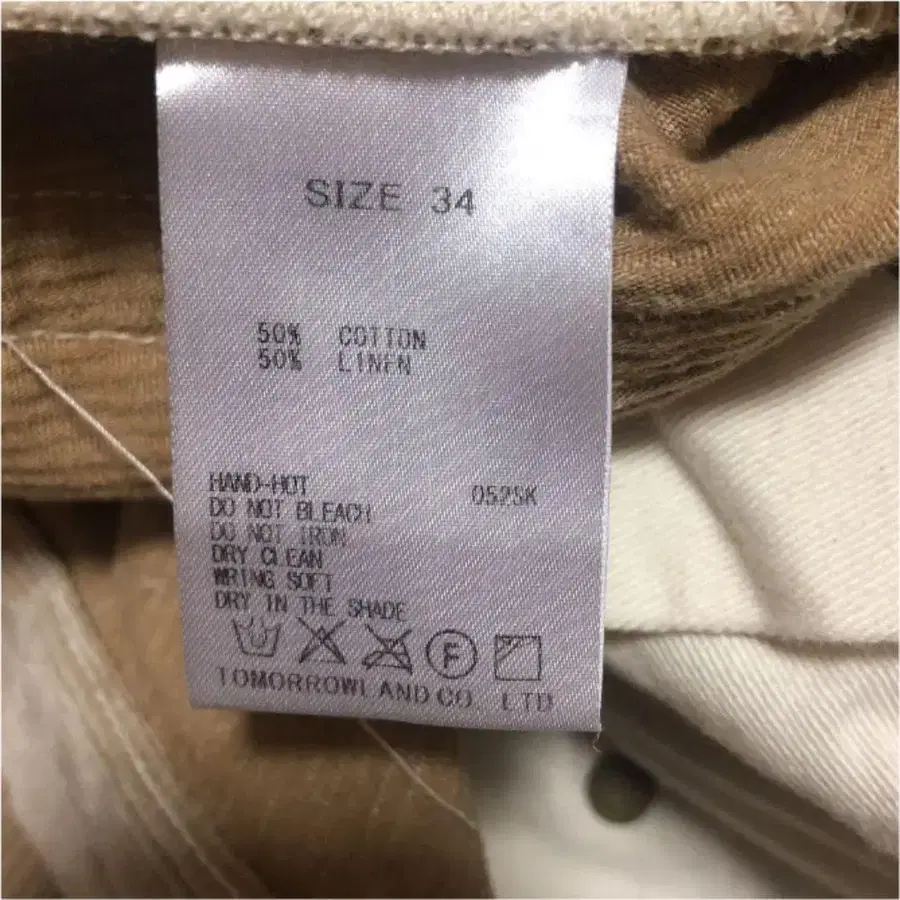 SIZE 34
50% COTTON
50% LINEN
HAND-HOT 0525K
DO NOT BLEACH
DO NOT IRON
DRY CLEAN
WRING SOFT
DRY IN THE SHADE
F
TOMORROWLAND CO. LTD